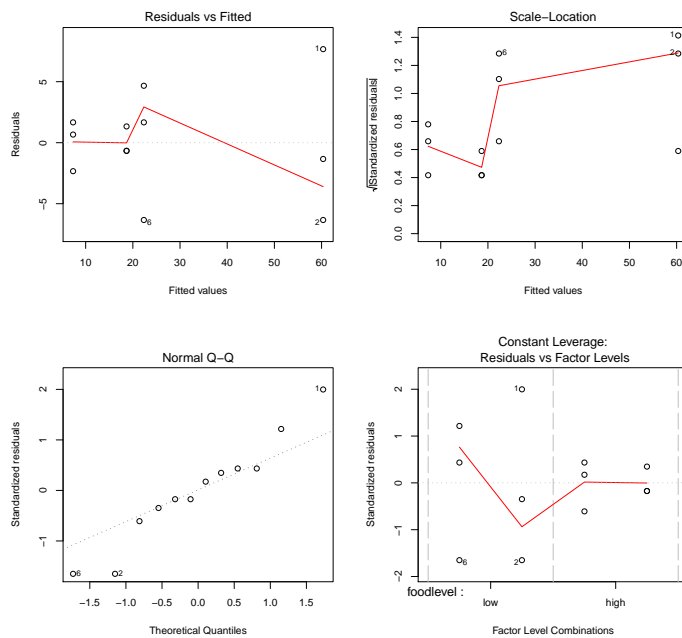 Residuals vs Fitted
Residuals
5
0
−5
1
2
6
10 20 30 40 50 60
Fitted values
Scale−Location
√|Standardized residuals|
1.4
1.2
1.0
0.8
0.6
0.4
0.2
0.0
1
6
2
10 20 30 40 50 60
Fitted values
Normal Q−Q
Standardized residuals
2
1
0
−1
1
6
2
−1.5 −1.0 −0.5 0.0 0.5 1.0 1.5
Theoretical Quantiles
Constant Leverage:
Residuals vs Factor Levels
Standardized residuals
2
1
0
−1
−2
1
6
2
foodlevel :
low high
Factor Level Combinations